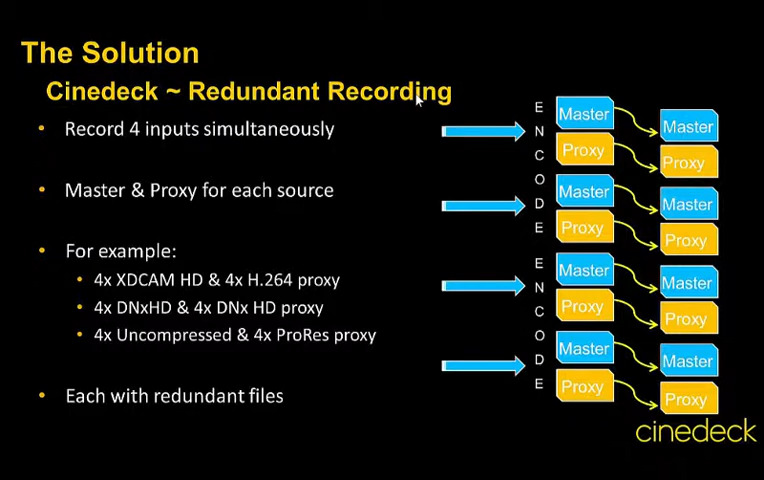 The Solution
Cinedeck ~ Redundant Recording
• Record 4 inputs simultaneously
• Master & Proxy for each source
• For example:
• 4x XDCAM HD & 4x H.264 proxy
• 4x DNxHD & 4x DNx HD proxy
• 4x Uncompressed & 4x ProRes proxy
• Each with redundant files
E
N
C
O
D
E
E
N
C
O
D
E
Master
Master
Proxy
Proxy
Master
Master
Proxy
Proxy
Master
Master
Proxy
Proxy
Master
Master
Proxy
Proxy
cinedeck